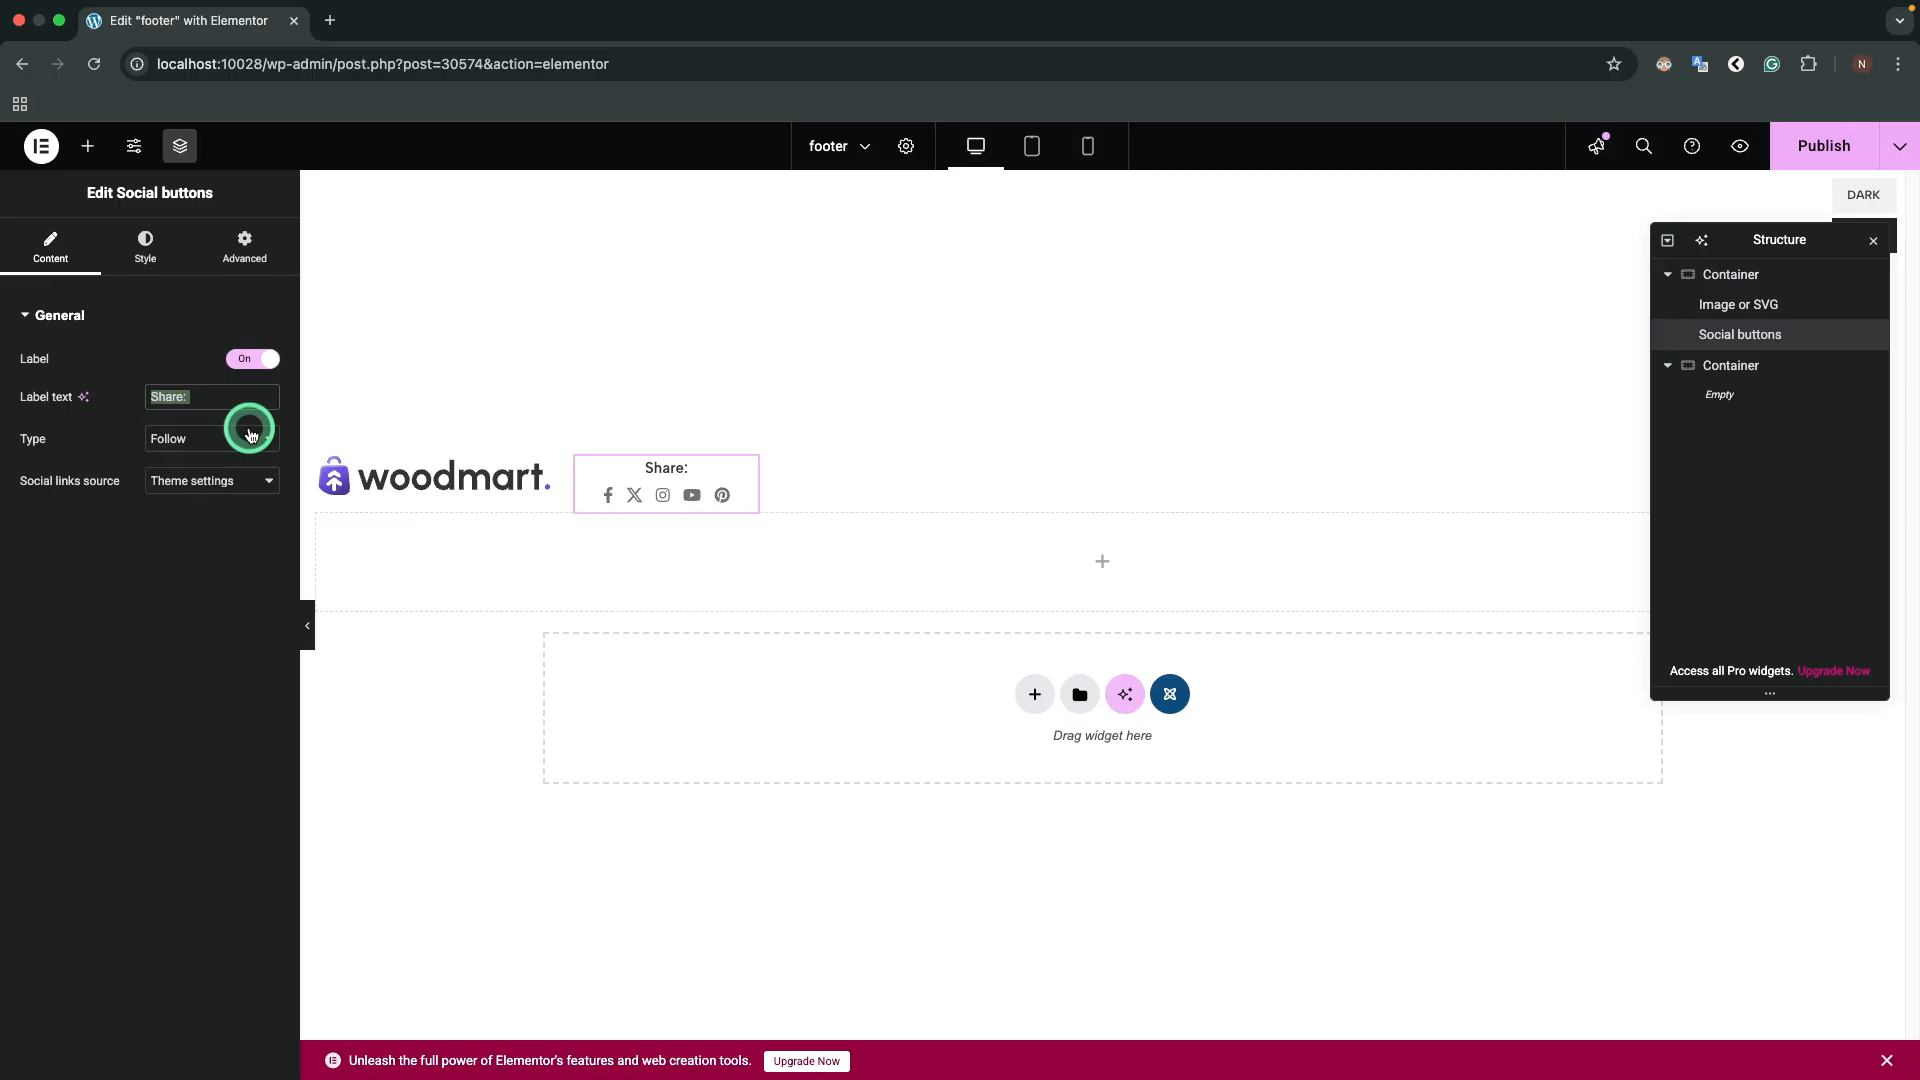 Edit "footer" with Elementor
localhost:10028/wp-admin/post.php?post=30574&action=elementor
N
footer
Publish
Edit Social buttons
DARK
Content
Style
Advanced
Structure
Container
Image or SVG
Social buttons
Container
Empty
General
Label
On
Label text
Share:
Type
Follow
Social links source
Theme settings
woodmart.
Share:
Access all Pro widgets. Upgrade Now
Drag widget here
Unleash the full power of Elementor's features and web creation tools.
Upgrade Now